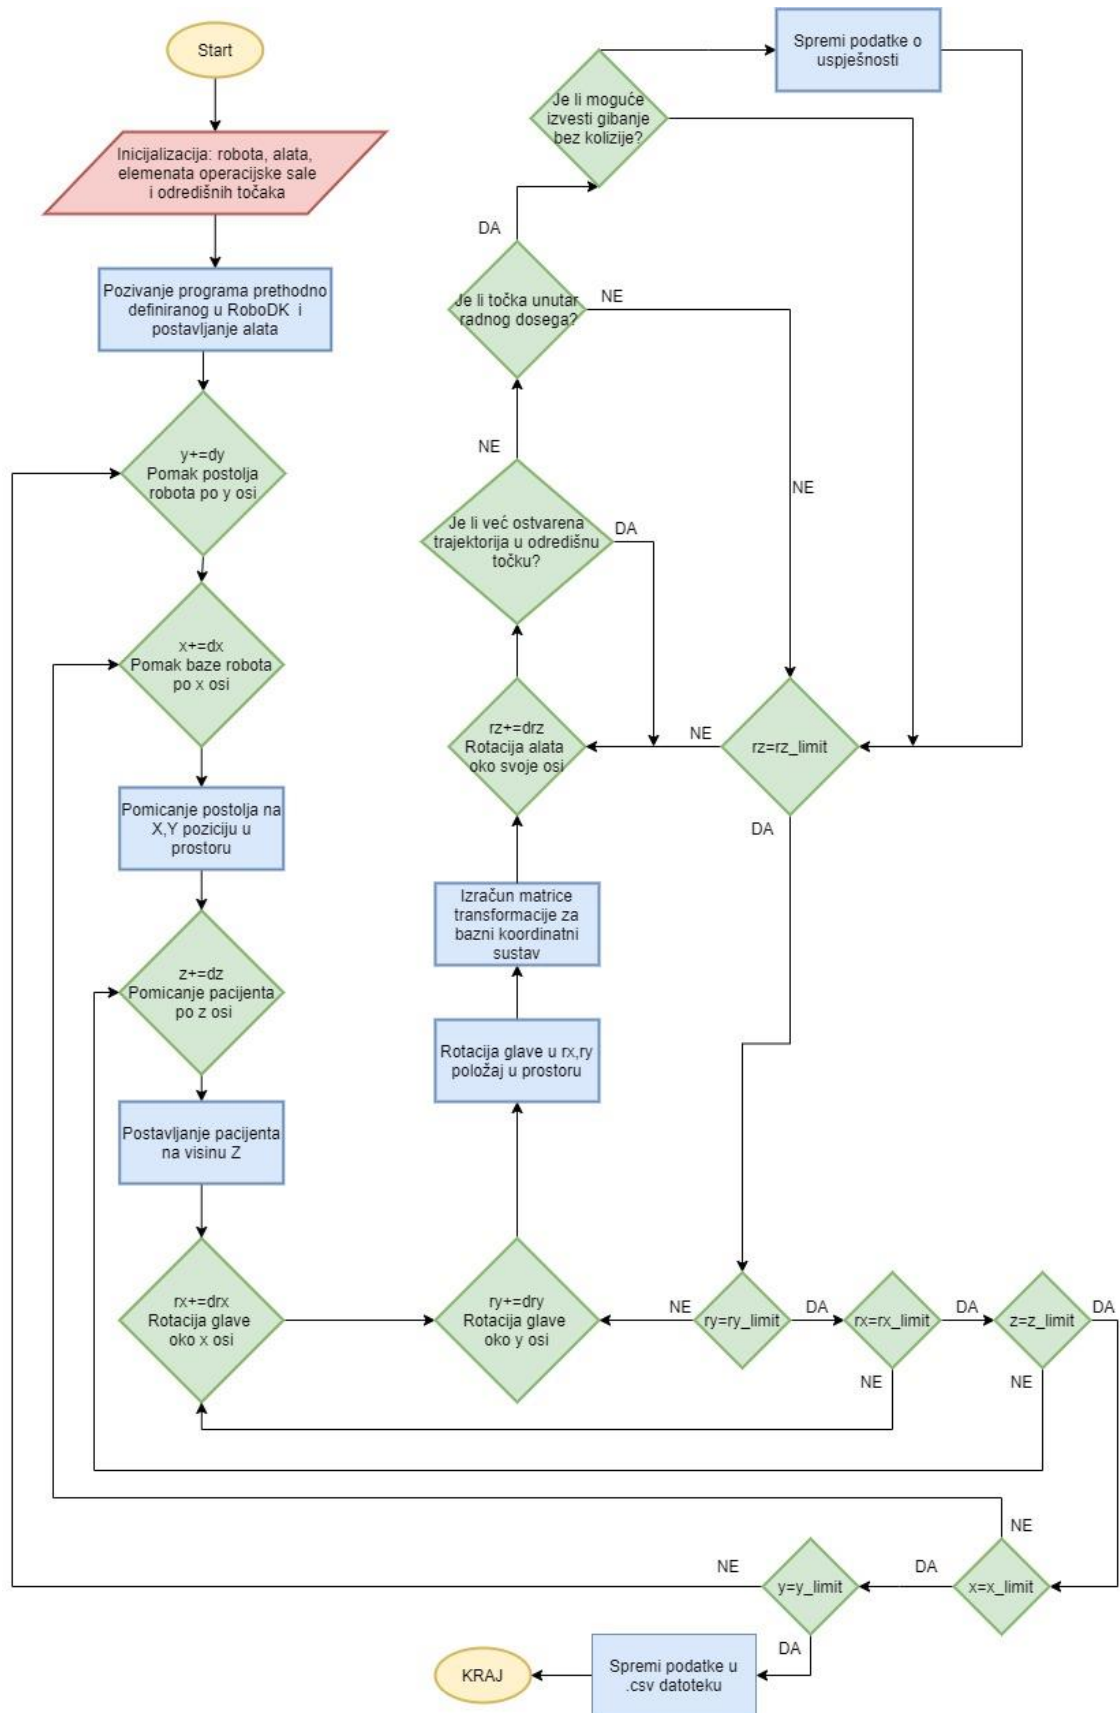 Start
Inicijalizacija: robota, alata,
elemenata operacijske sale
i odredišnih točaka
Pozivanje programa prethodno
definiranog u RoboDK i
postavljanje alata
y+=dy
Pomak postolja
robota po y osi
x+=dx
Pomak baze robota
po x osi
Pomicanje postolja na
X,Y poziciju u
prostoru
z+=dz
Pomicanje pacijenta
po z osi
Postavljanje pacijenta
na visinu Z
rx+=drx
Rotacija glave
oko x osi
ry+=dry
Rotacija glave
oko y osi
Rotacija glave u rx,ry
položaj u prostoru
Izračun matrice
transformacije za
bazni koordinatni
sustav
rz+=drz
Rotacija alata
oko svoje osi
Je li već ostvarena
trajektorija u odredišnu
točku?
DA
NE
Je li točka unutar
radnog dosega?
NE
NE
DA
Je li moguće
izvesti gibanje
bez kolizije?
Spremi podatke o
uspješnosti
rz=rz_limit
NE
DA
ry=ry_limit
NE
DA
rx=rx_limit
DA
NE
z=z_limit
DA
NE
x=x_limit
NE
DA
y=y_limit
NE
DA
Spremi podatke u
.csv datoteku
KRAJ